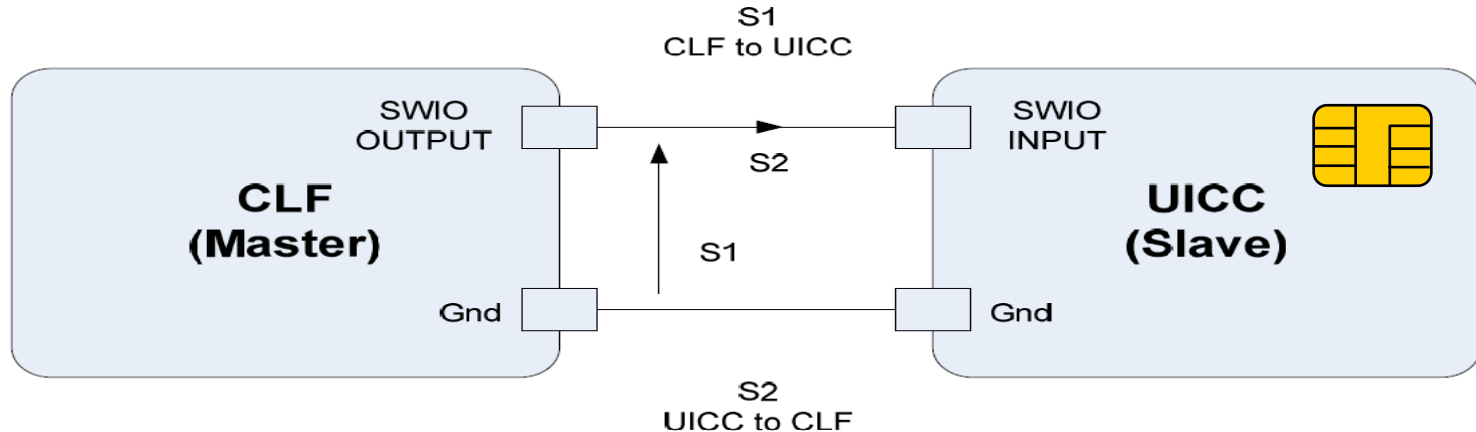 S1
CLF to UICC
SWIO
OUTPUT
SWIO
INPUT
S2
CLF
(Master)
UICC
(Slave)
S1
Gnd
Gnd
S2
UICC to CLF